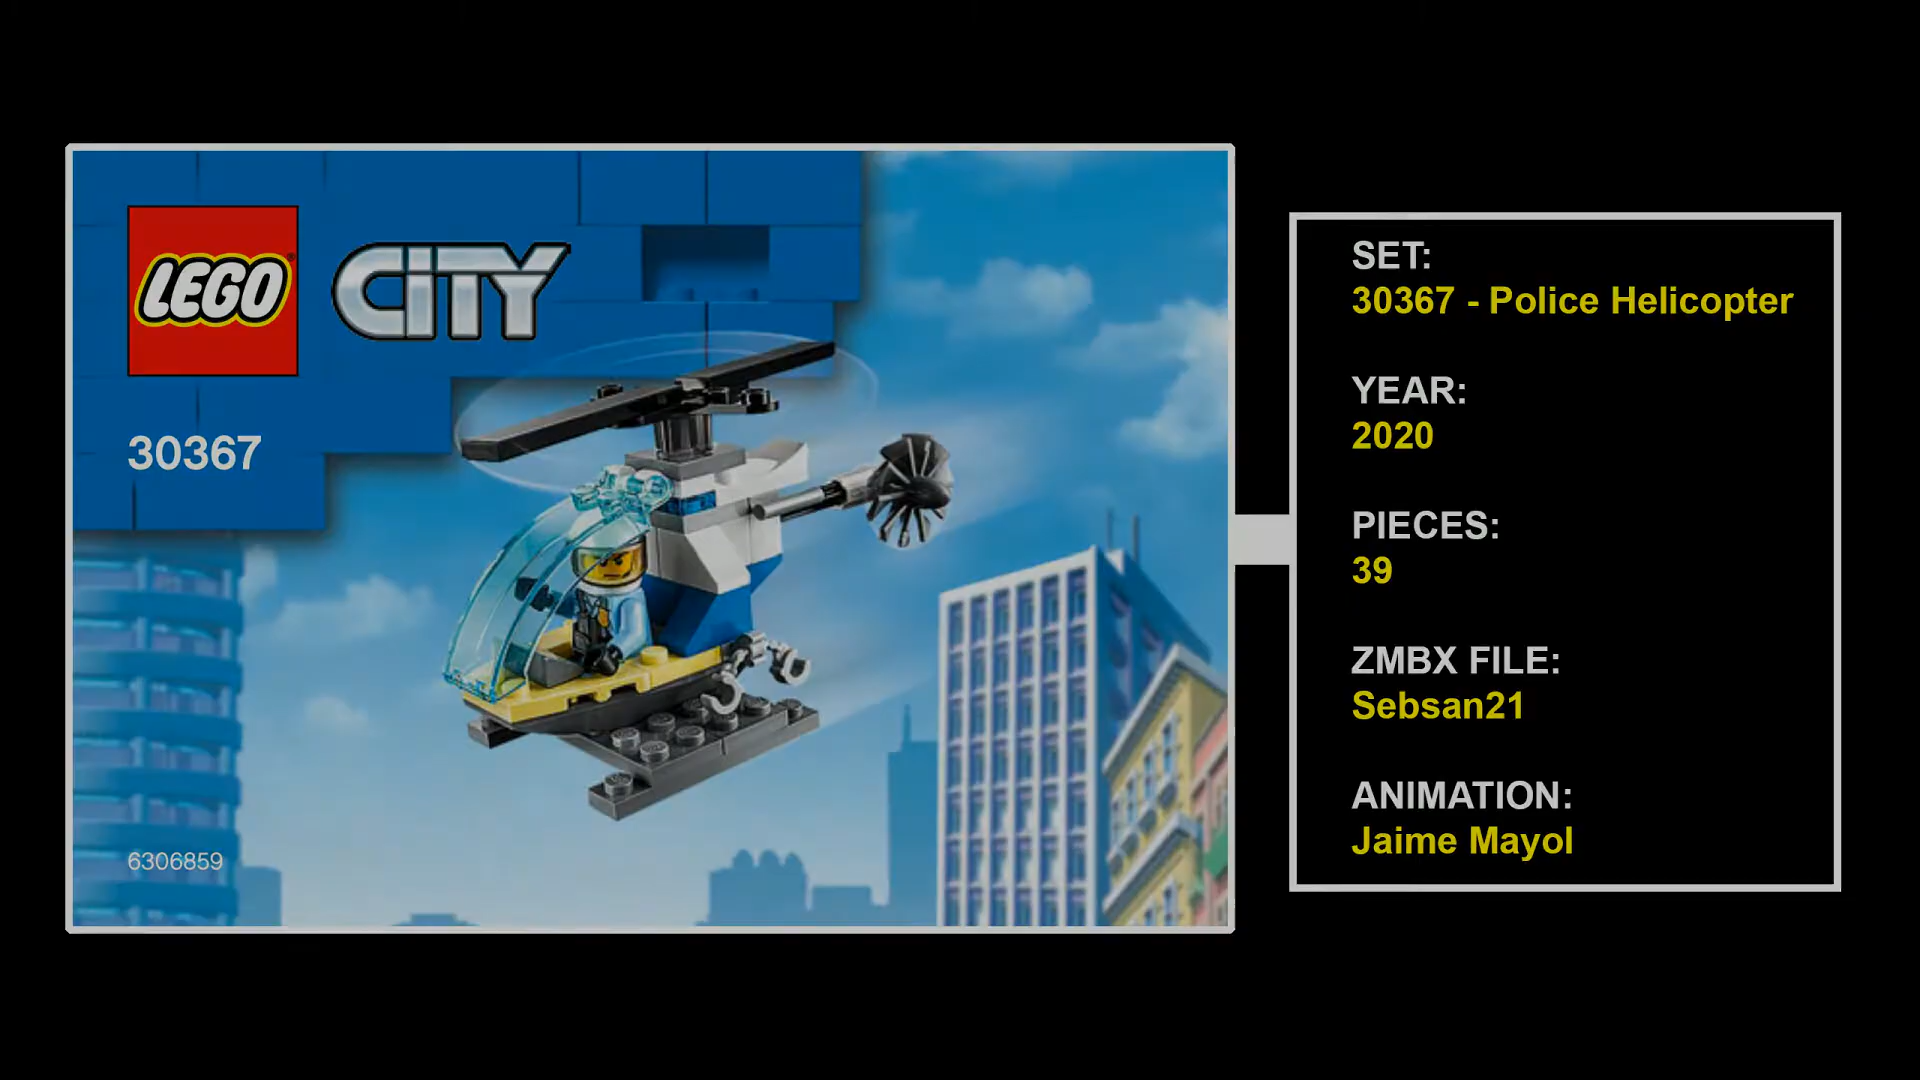 LEGO
CITY
30367
6306859
SET:
30367 - Police Helicopter
YEAR:
2020
PIECES:
39
ZMBX FILE:
Sebsan21
ANIMATION:
Jaime Mayol